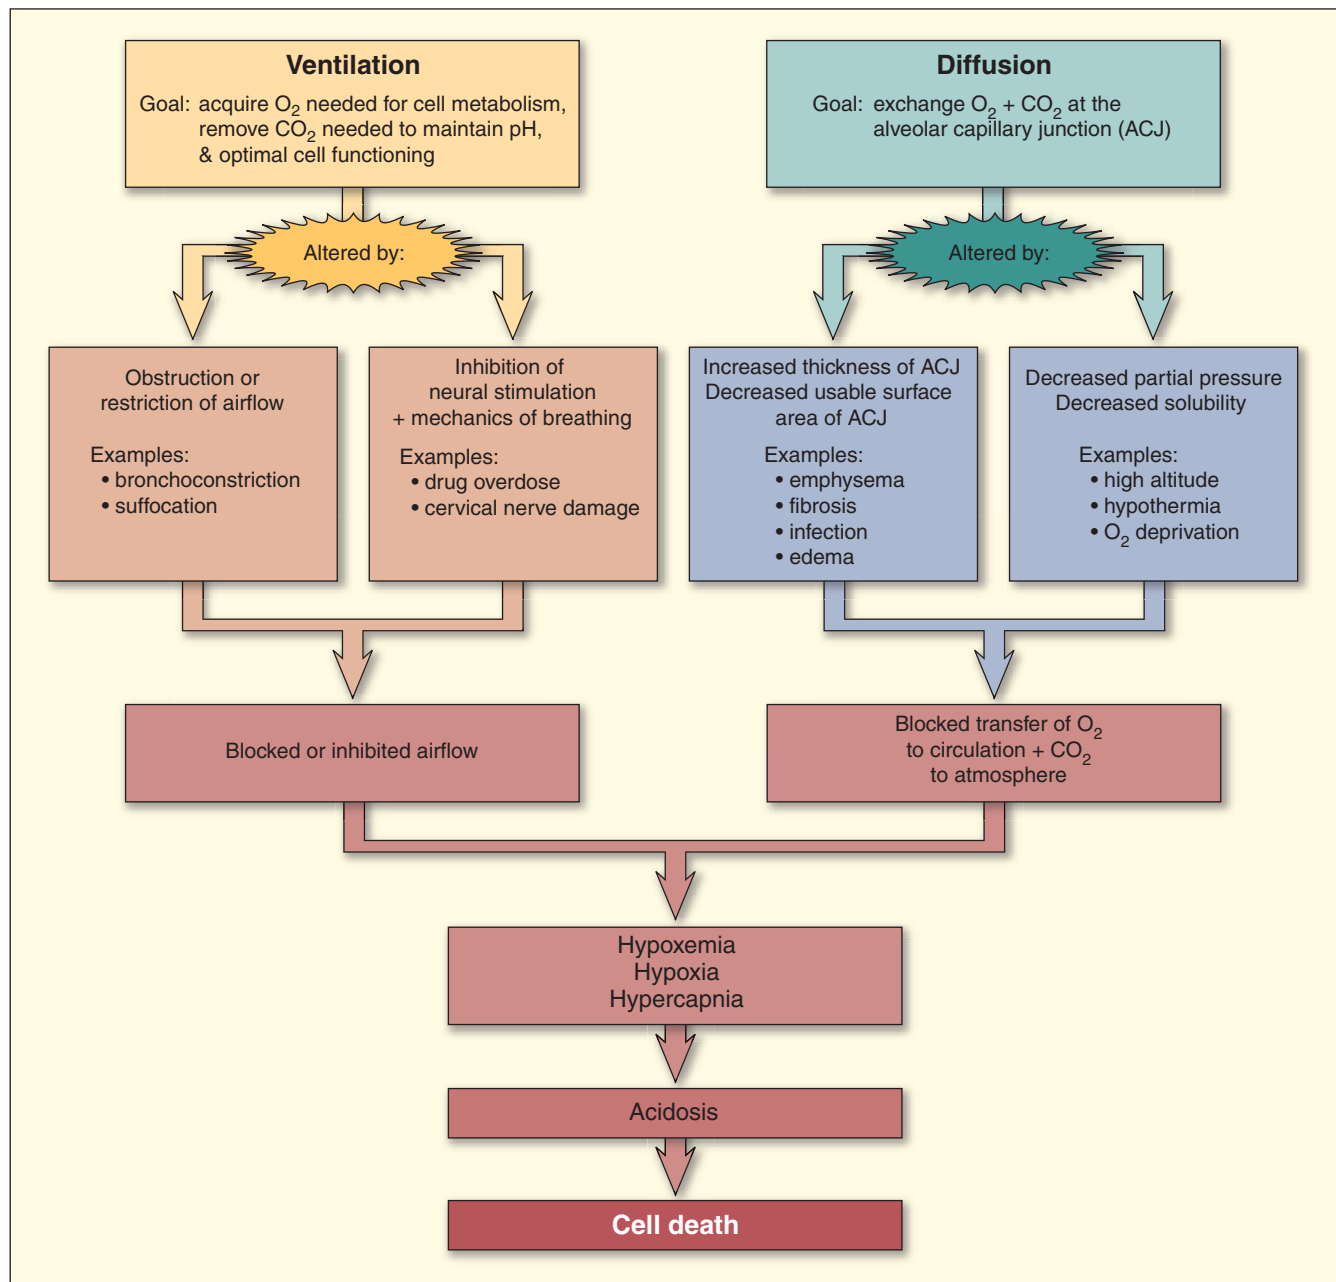 Ventilation
Goal: acquire O2 needed for cell metabolism,
remove CO2 needed to maintain pH,
& optimal cell functioning
Diffusion
Goal: exchange O2 + CO2 at the
alveolar capillary junction (ACJ)
Altered by:
Altered by:
Obstruction or
restriction of airflow
Examples:
• bronchoconstriction
• suffocation
Inhibition of
neural stimulation
+ mechanics of breathing
Examples:
• drug overdose
• cervical nerve damage
Increased thickness of ACJ
Decreased usable surface
area of ACJ
Examples:
• emphysema
• fibrosis
• infection
• edema
Decreased partial pressure
Decreased solubility
Examples:
• high altitude
• hypothermia
• O2 deprivation
Blocked or inhibited airflow
Blocked transfer of O2
to circulation + CO2
to atmosphere
Hypoxemia
Hypoxia
Hypercapnia
Acidosis
Cell death